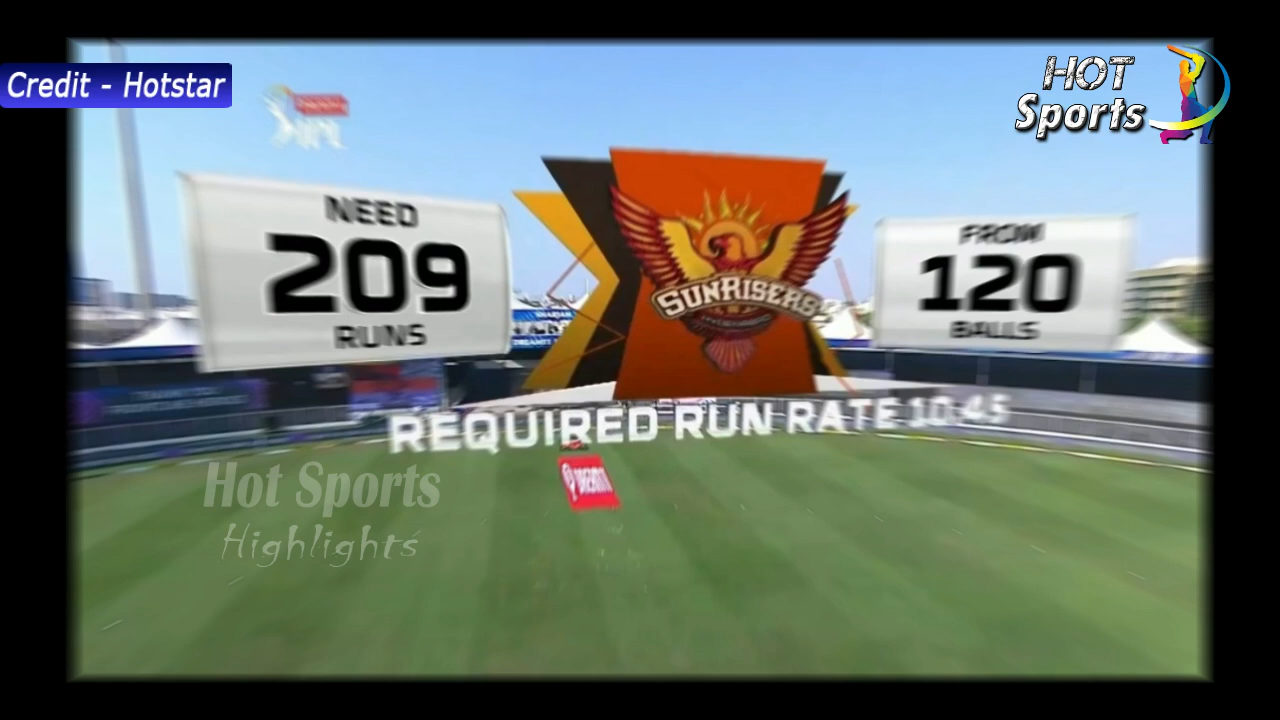 Credit - Hotstar
HOT
Sports
NEED
209
RUNS
SUNRISERS
FROM
120
BALLS
REQUIRED RUN RATE 10.45
Hot Sports
Highlights